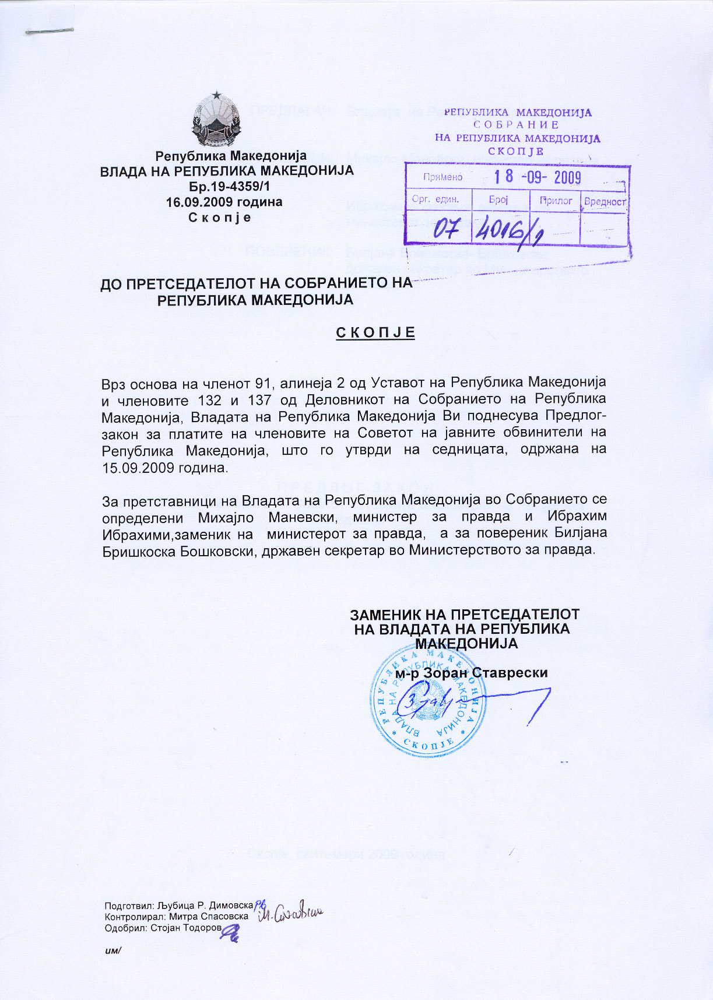 Република Македонија
ВЛАДА НА РЕПУБЛИКА МАКЕДОНИЈА
Бр.19-4359/1
16.09.2009 година
С к о п ј е
РЕПУБЛИКА МАКЕДОНИЈА
СОБРАНИЕ
НА РЕПУБЛИКА МАКЕДОНИЈА
СКОПЈЕ
Примено 18 -09- 2009
Орг. един. Број Прилог Вредност
07 4016/1
ДО ПРЕТСЕДАТЕЛОТ НА СОБРАНИЕТО НА
РЕПУБЛИКА МАКЕДОНИЈА
С К О П Ј Е
Врз основа на членот 91, алинеја 2 од Уставот на Република Македонија
и членовите 132 и 137 од Деловникот на Собранието на Република
Македонија, Владата на Република Македонија Ви поднесува Предлог-
закон за платите на членовите на Советот на јавните обвинители на
Република Македонија, што го утврди на седницата, одржана на
15.09.2009 година.
За претставници на Владата на Република Македонија во Собранието се
определени Михајло Маневски, министер за правда и Ибрахим
Ибрахими,заменик на министерот за правда, а за повереник Билјана
Бришкоска Бошковски, државен секретар во Министерството за правда.
ЗАМЕНИК НА ПРЕТСЕДАТЕЛОТ
НА ВЛАДАТА НА РЕПУБЛИКА
МАКЕДОНИЈА
м-р Зоран Ставрески
РЕПУБЛИКА МАКЕДОНИЈА
ВЛАДА НА РЕПУБЛИКА МАКЕДОНИЈА
* СКОПЈЕ *
Подготвил: Љубица Р. Димовска
Контролирал: Митра Спасовска
Одобрил: Стојан Тодоров
им/